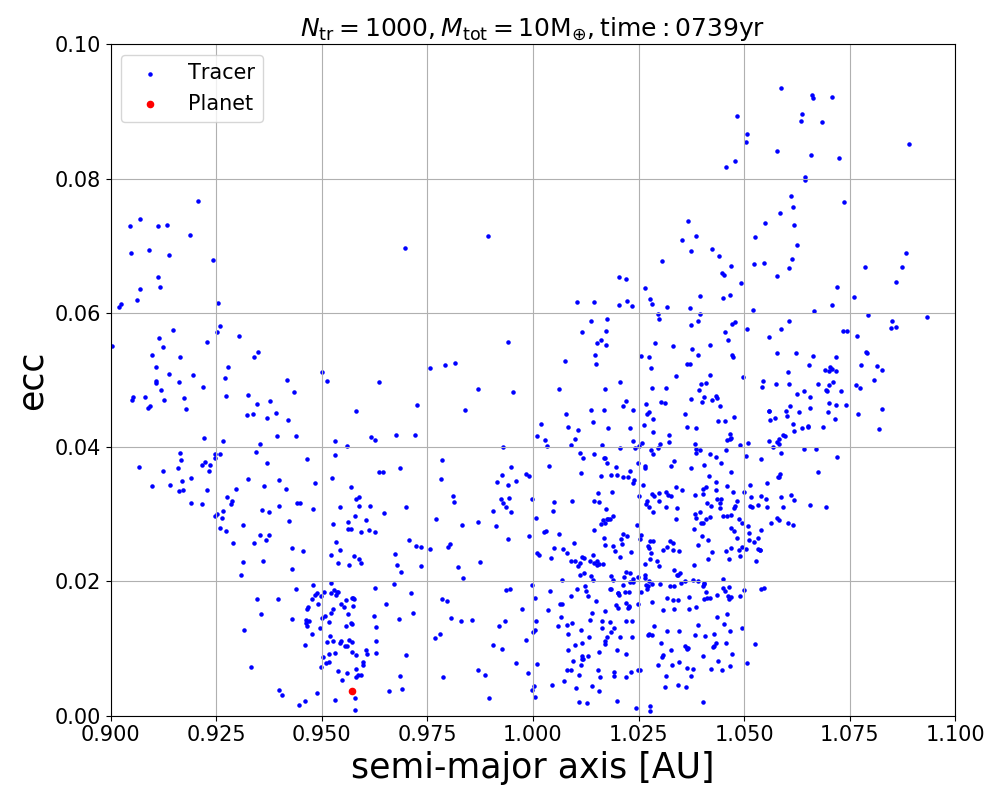 N_tr = 1000, M_tot = 10M_⊕, time : 0739yr
Tracer
Planet
ecc
0.10
0.08
0.06
0.04
0.02
0.00
0.900 0.925 0.950 0.975 1.000 1.025 1.050 1.075 1.100
semi-major axis [AU]